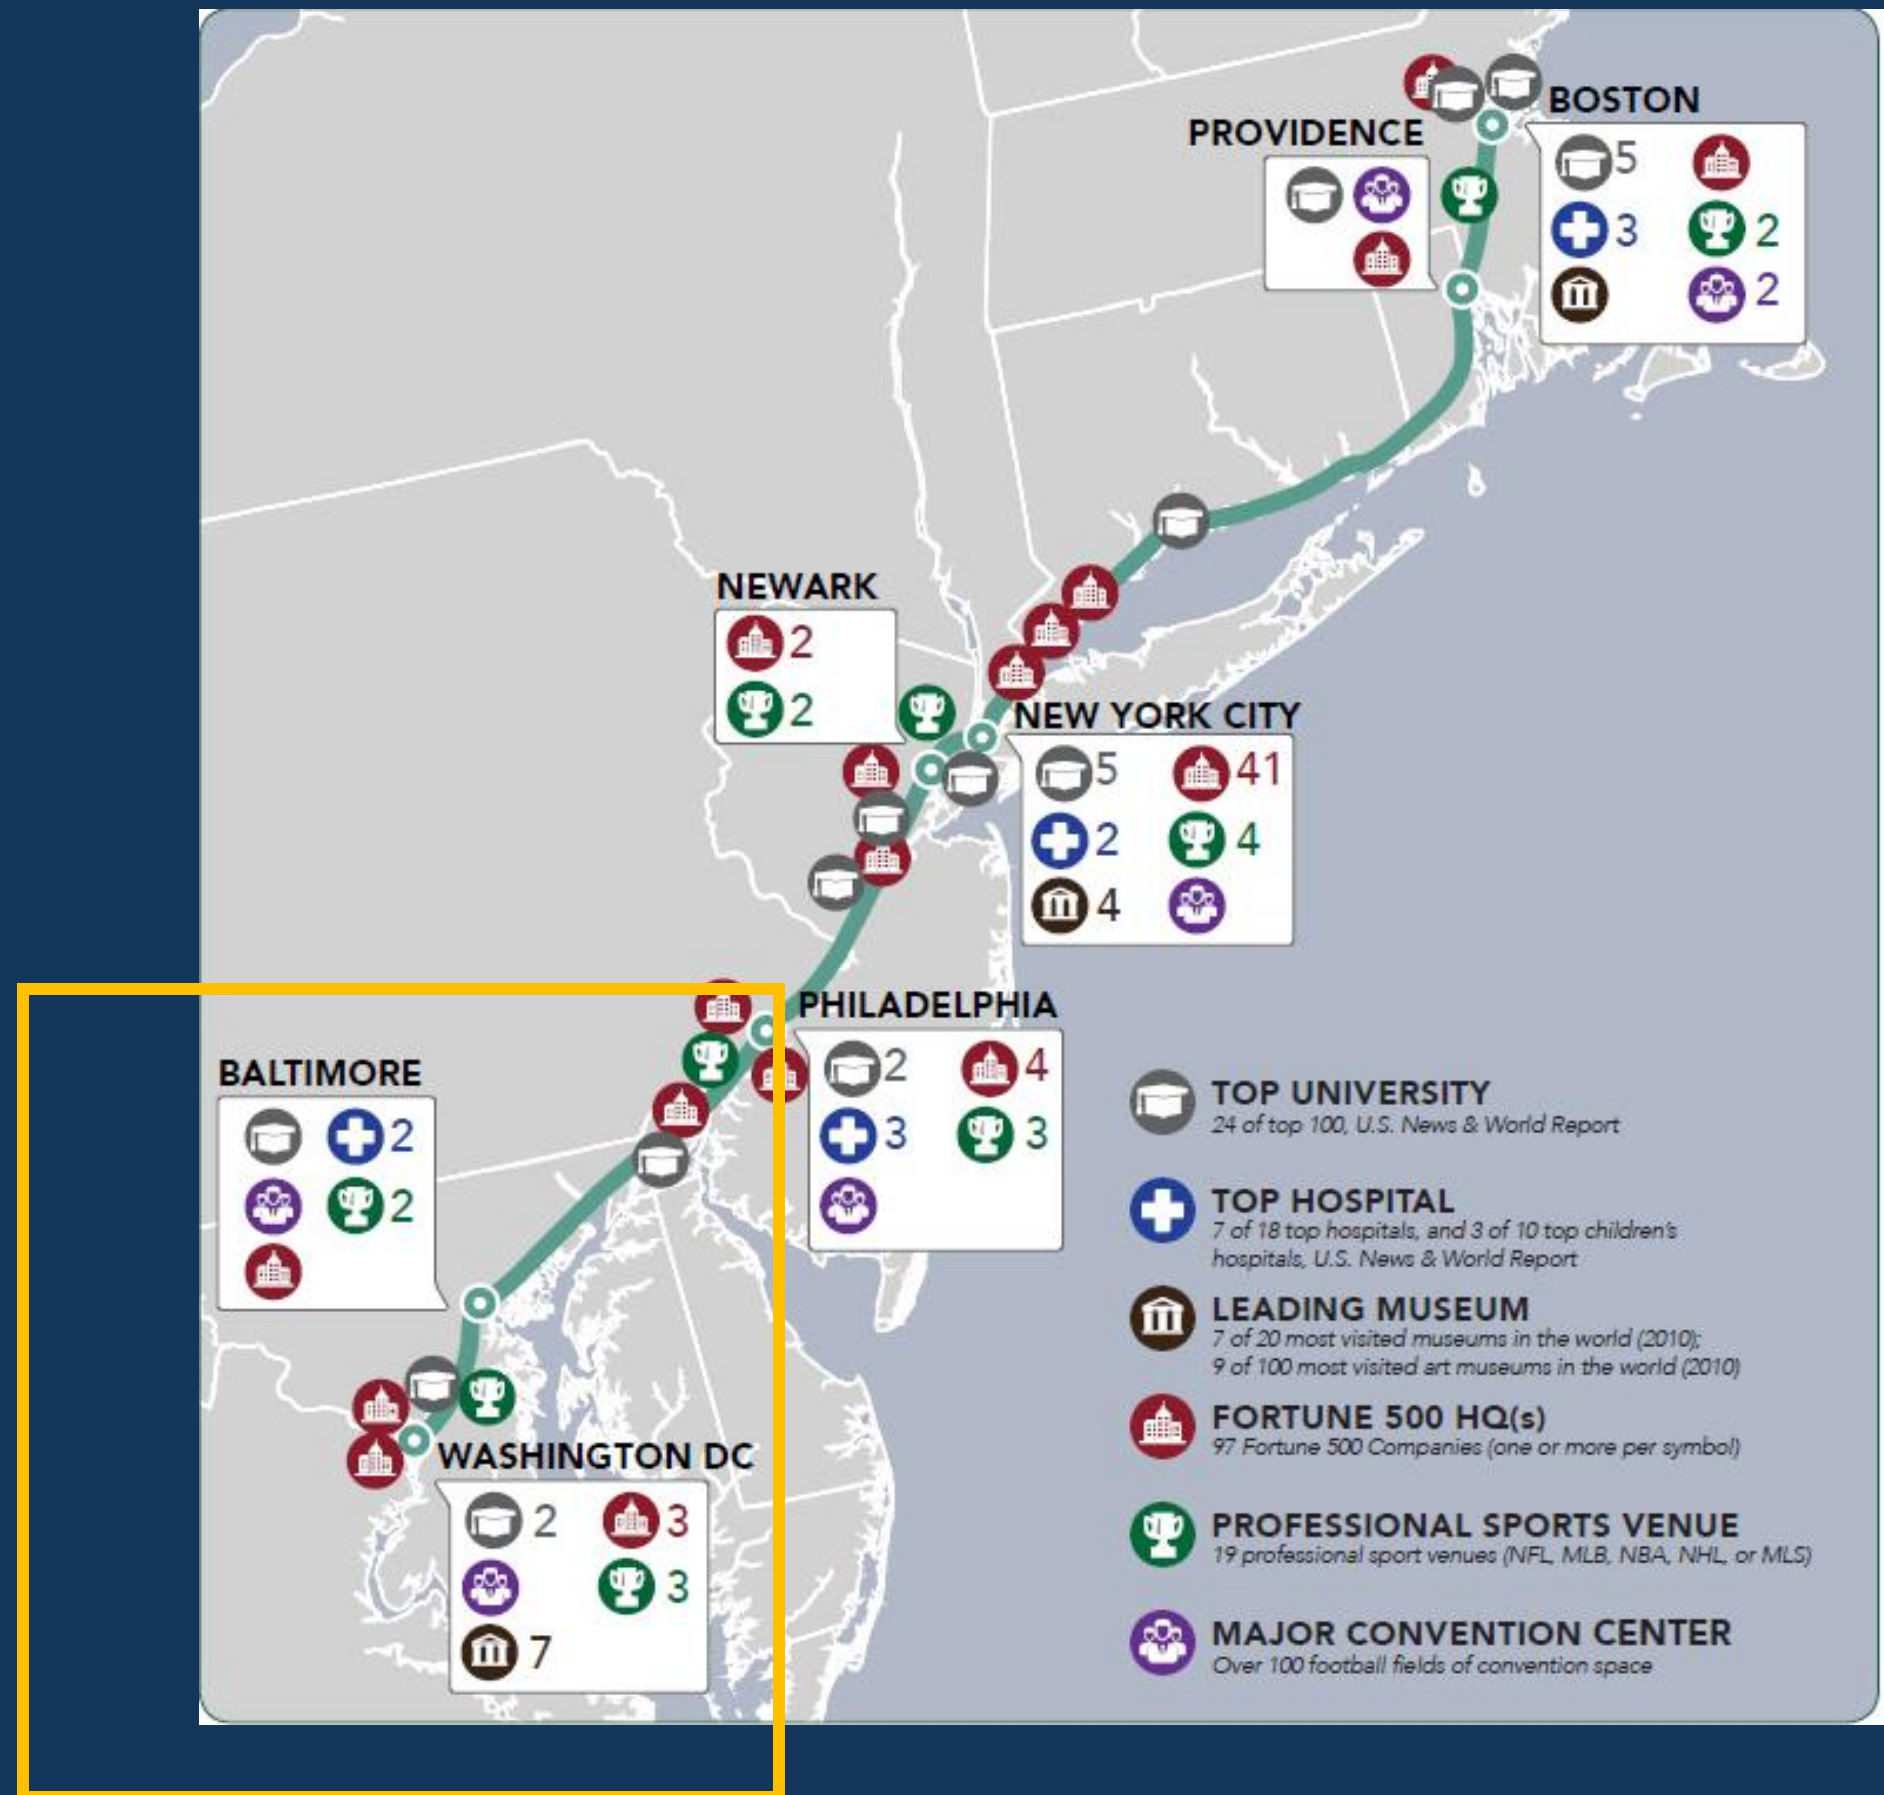 BOSTON
5
3
2
2
PROVIDENCE
NEWARK
2
2
NEW YORK CITY
5 41
2 4
4
PHILADELPHIA
2 4
3 3
BALTIMORE
2
2
WASHINGTON DC
2 3
3
7
TOP UNIVERSITY
24 of top 100, U.S. News & World Report
TOP HOSPITAL
7 of 18 top hospitals, and 3 of 10 top children's
hospitals, U.S. News & World Report
LEADING MUSEUM
7 of 20 most visited museums in the world (2010);
9 of 100 most visited art museums in the world (2010)
FORTUNE 500 HQ(s)
97 Fortune 500 Companies (one or more per symbol)
PROFESSIONAL SPORTS VENUE
19 professional sport venues (NFL, MLB, NBA, NHL, or MLS)
MAJOR CONVENTION CENTER
Over 100 football fields of convention space